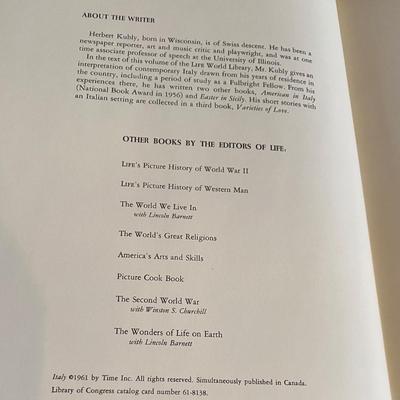 ABOUT THE WRITER
Herbert Kubly, born in Wisconsin, is of Swiss descent. He has been a
newspaper reporter, art and music critic and playwright, and was at one
time associate professor of speech at the University of Illinois.
In the text of this volume of the LIFE World Library, Mr. Kubly gives an
interpretation of contemporary Italy drawn from his years of residence in
the country, including a period of study as a Fulbright Fellow. From his
experiences there, he has written two other books, American in Italy
(National Book Award in 1956) and Easter in Sicily. His short stories with
an Italian setting are collected in a third book, Varieties of Love.
OTHER BOOKS BY THE EDITORS OF LIFE:
LIFE's Picture History of World War II
LIFE's Picture History of Western Man
The World We Live In
with Lincoln Barnett
The World's Great Religions
America's Arts and Skills
Picture Cook Book
The Second World War
with Winston S. Churchill
The Wonders of Life on Earth
with Lincoln Barnett
Italy ©1961 by Time Inc. All rights reserved. Simultaneously published in Canada.
Library of Congress catalog card number 61-8138.